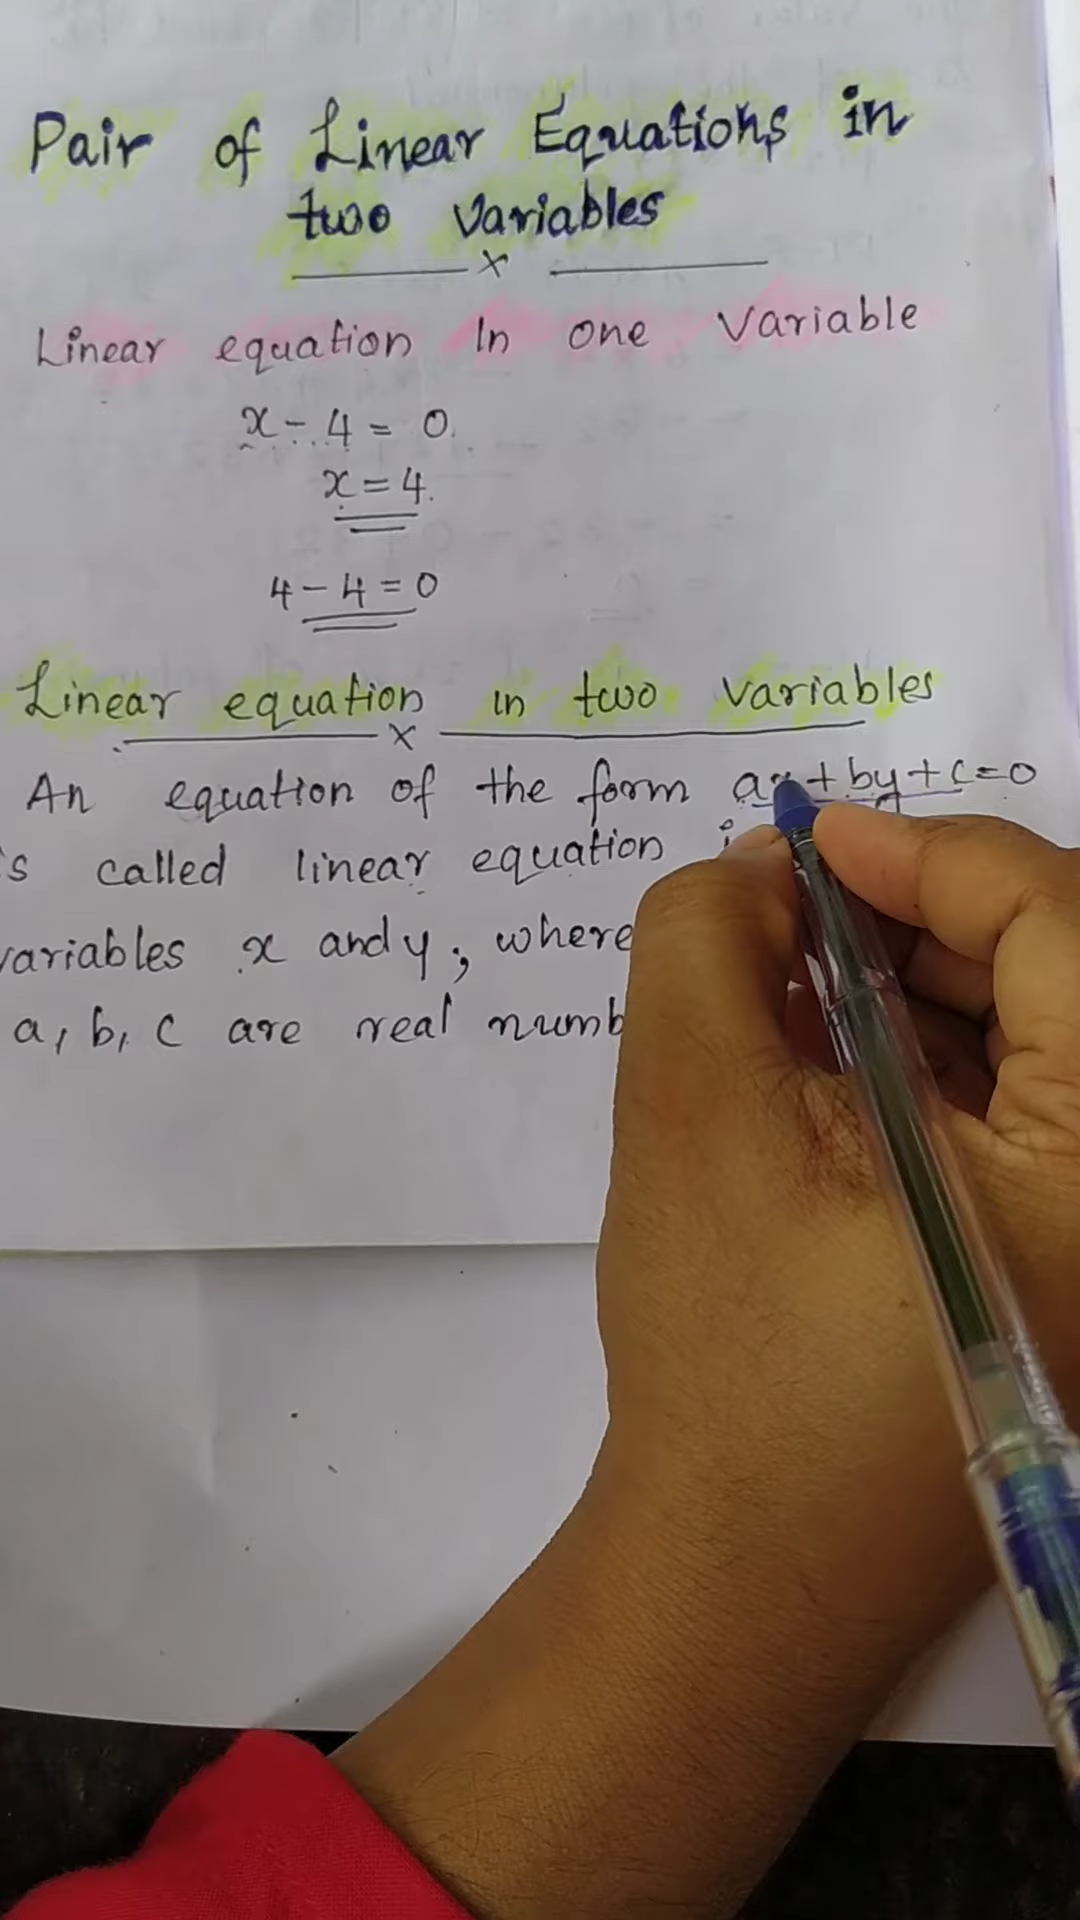 Pair of Linear Equations in
two variables
x
Linear equation In one variable
x - 4 = 0.
x = 4.
4 - 4 = 0
Linear equation in two variables
x
An equation of the form ax + by + c = 0
s called linear equation
variables x and y, where
a, b, c are real numb